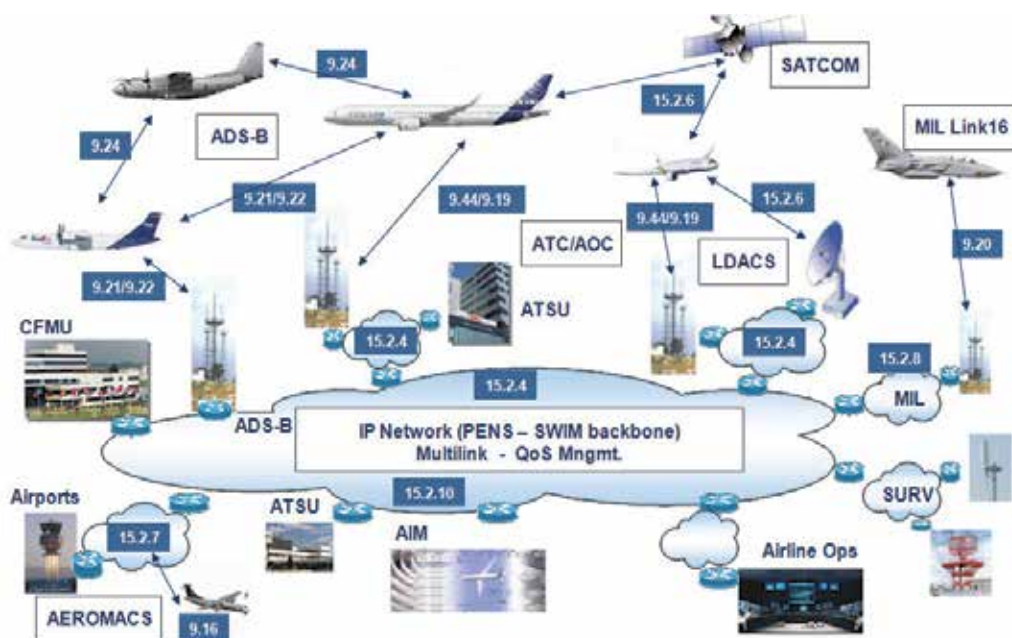 9.24
SATCOM
15.2.6
ADS-B
MIL Link16
9.24
9.21/9.22
9.44/9.19
15.2.6
9.44/9.19
ATC/AOC
LDACS
9.20
9.21/9.22
ATSU
CFMU
15.2.4
15.2.4
15.2.8
15.2.4
MIL
ADS-B
IP Network (PENS – SWIM backbone)
Multilink - QoS Mngmt.
15.2.10
Airports
ATSU
SURV
15.2.7
AIM
Airline Ops
AEROMACS
9.16